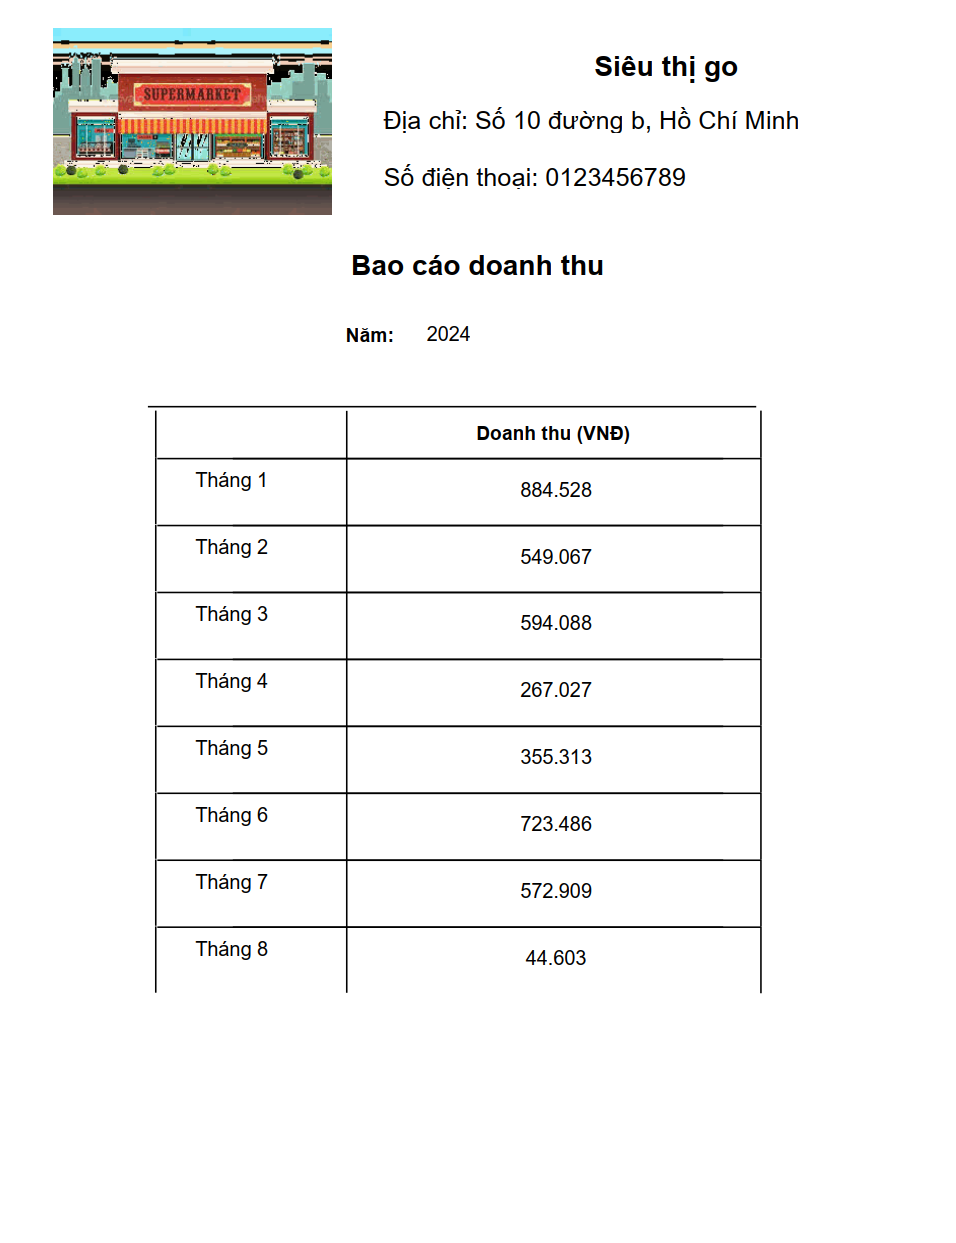 SUPERMARKET
Siêu thị go
Địa chỉ: Số 10 đường b, Hồ Chí Minh
Số điện thoại: 0123456789
Bao cáo doanh thu
Năm: 2024
Doanh thu (VNĐ)
Tháng 1 884.528
Tháng 2 549.067
Tháng 3 594.088
Tháng 4 267.027
Tháng 5 355.313
Tháng 6 723.486
Tháng 7 572.909
Tháng 8 44.603